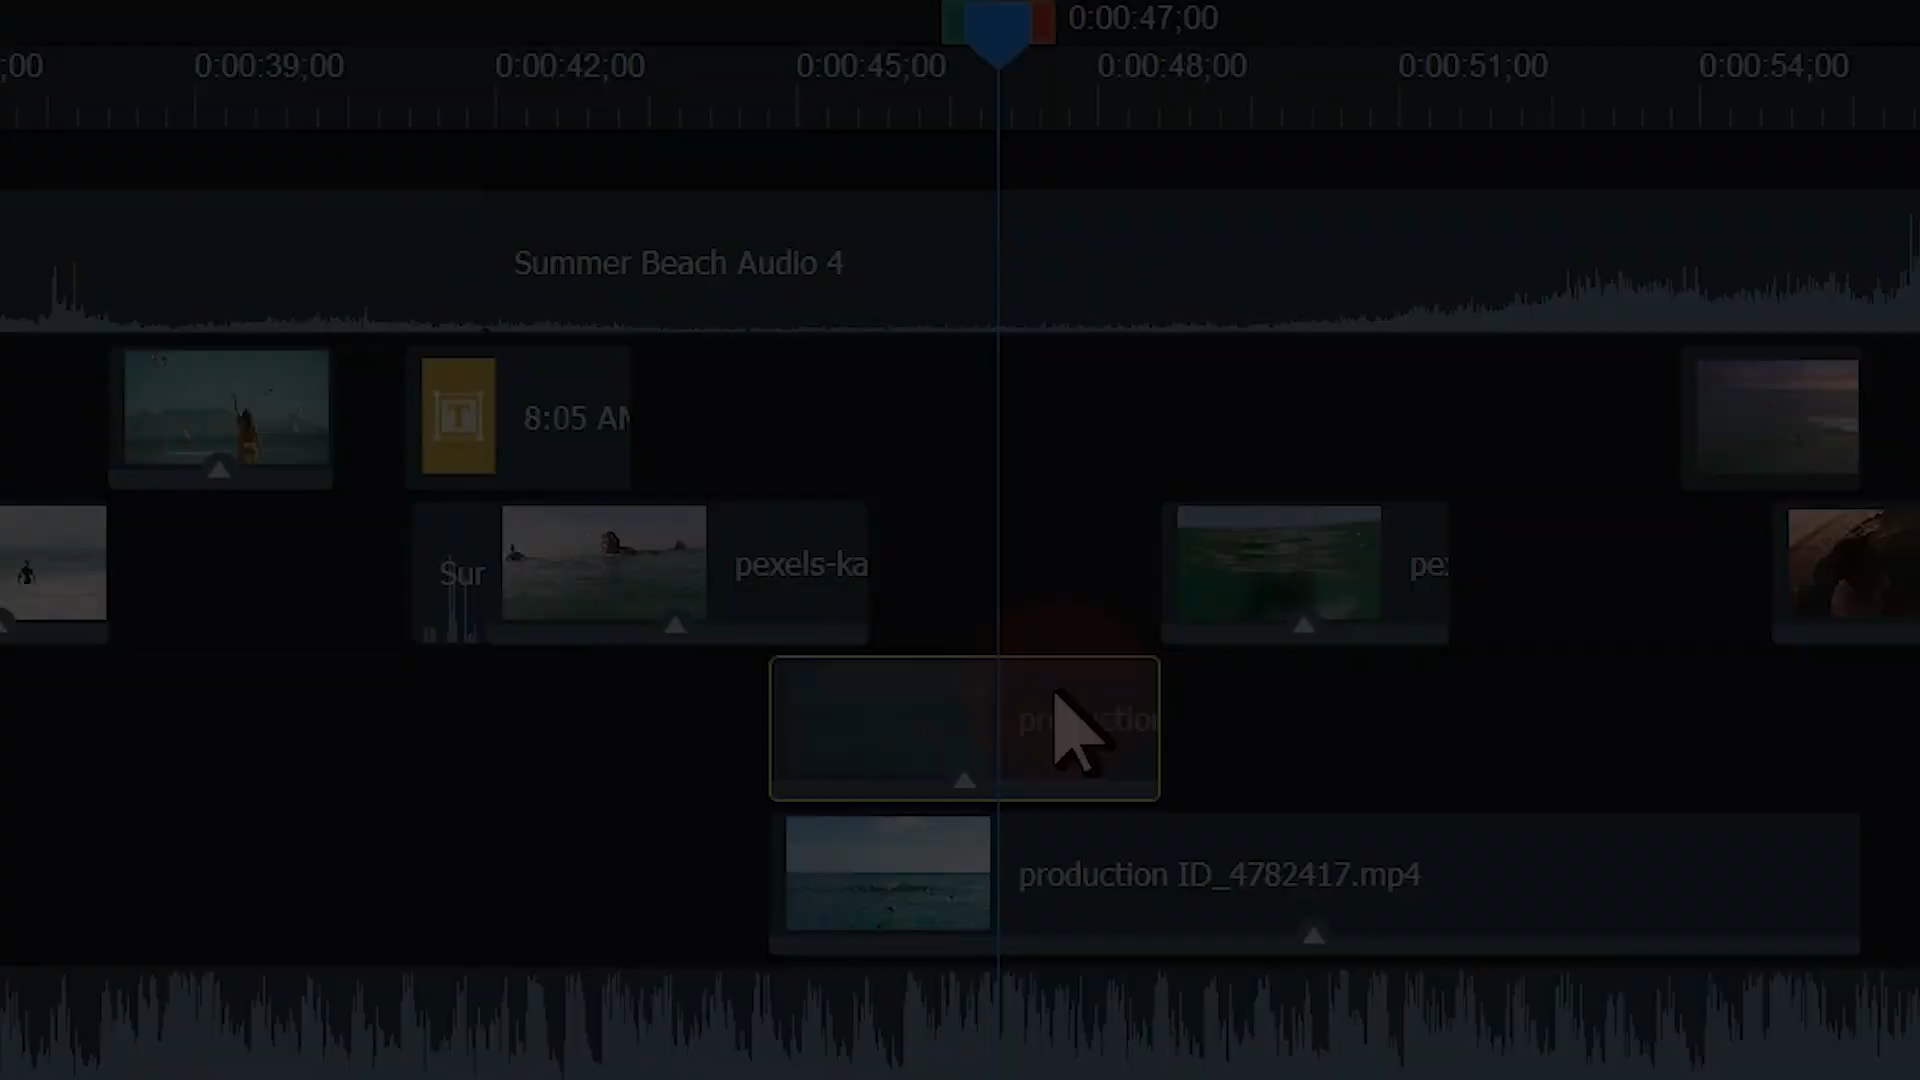 0:00:47;00
;00 0:00:39;00 0:00:42;00 0:00:45;00 0:00:48;00 0:00:51;00 0:00:54;00
Summer Beach Audio 4
T 8:05 AM
Sur pexels-ka pex
production
production ID_4782417.mp4